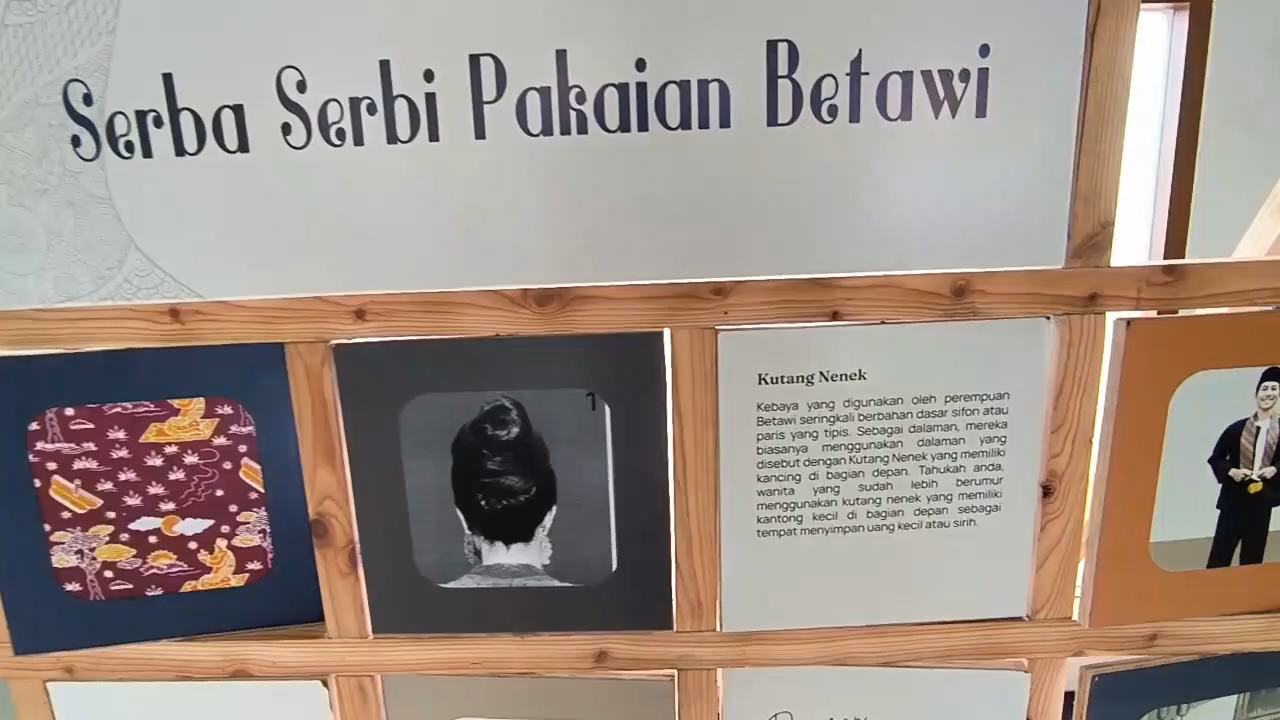 Serba Serbi Pakaian Betawi
1
Kutang Nenek
Kebaya yang digunakan oleh perempuan
Betawi seringkali berbahan dasar sifon atau
paris yang tipis. Sebagai dalaman, mereka
biasanya menggunakan dalaman yang
disebut dengan Kutang Nenek yang memiliki
kancing di bagian depan. Tahukah anda,
wanita yang sudah lebih berumur
menggunakan kutang nenek yang memiliki
kantong kecil di bagian depan sebagai
tempat menyimpan uang kecil atau sirih.